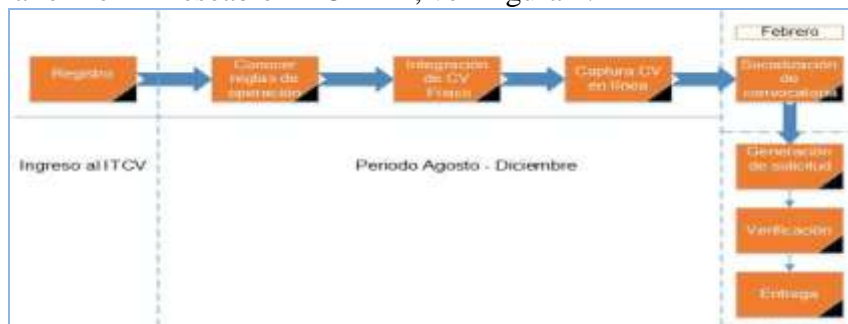 Febrero
Registro
Conocer
reglas de
operación
Integración
de CV
Físico
Captura CV
en línea
Socialización
de
convocatoria
Ingreso al ITCV
Periodo Agosto - Diciembre
Generación
de solicitud
Verificación
Entrega